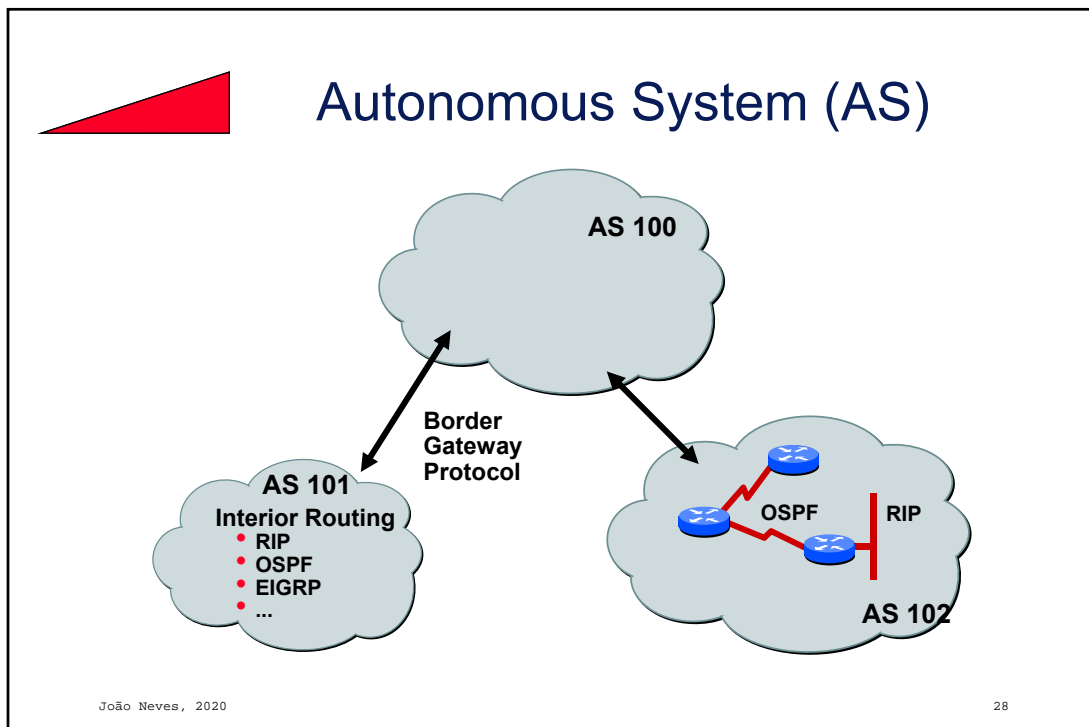 Autonomous System (AS)
AS 100
Border
Gateway
Protocol
AS 101
Interior Routing
• RIP
• OSPF
• EIGRP
• ...
OSPF
RIP
AS 102
João Neves, 2020
28